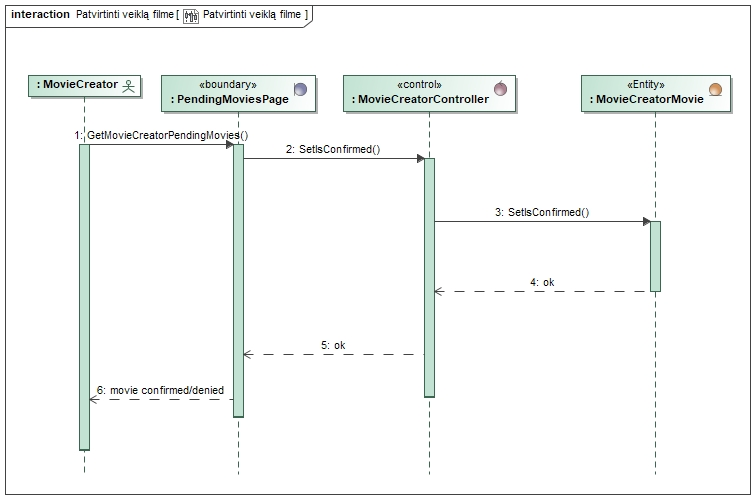 interaction Patvirtinti veiklą filme [ Patvirtinti veiklą filme ]
: MovieCreator
«boundary»
: PendingMoviesPage
«control»
: MovieCreatorController
«Entity»
: MovieCreatorMovie
1: GetMovieCreatorPendingMovies()
2: SetIsConfirmed()
3: SetIsConfirmed()
4: ok
5: ok
6: movie confirmed/denied